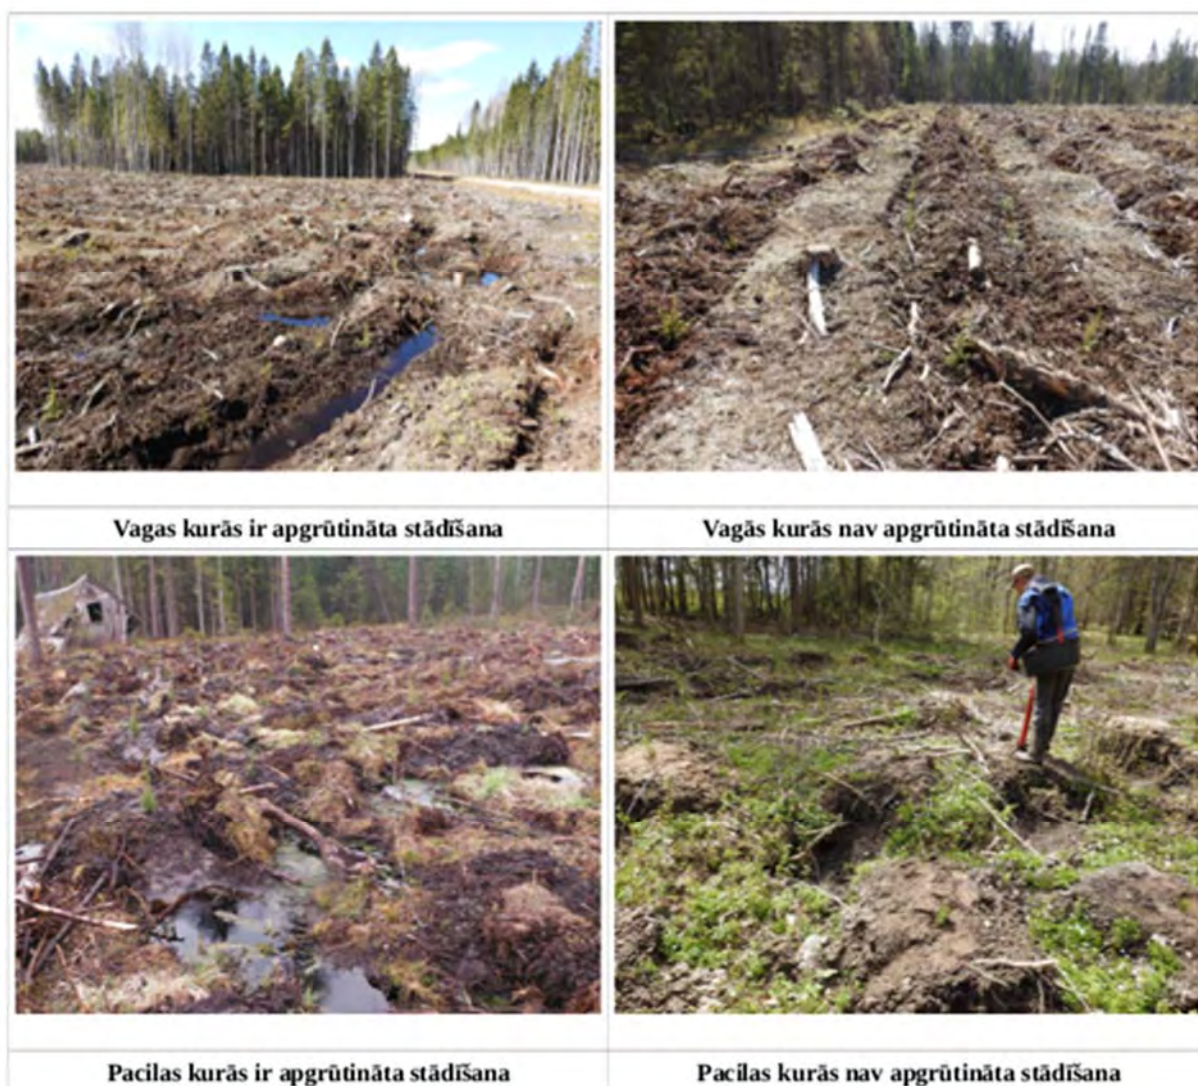 Vagas kurās ir apgrūtināta stādīšana
Vagās kurās nav apgrūtināta stādīšana
Pacilas kurās ir apgrūtināta stādīšana
Pacilas kurās nav apgrūtināta stādīšana